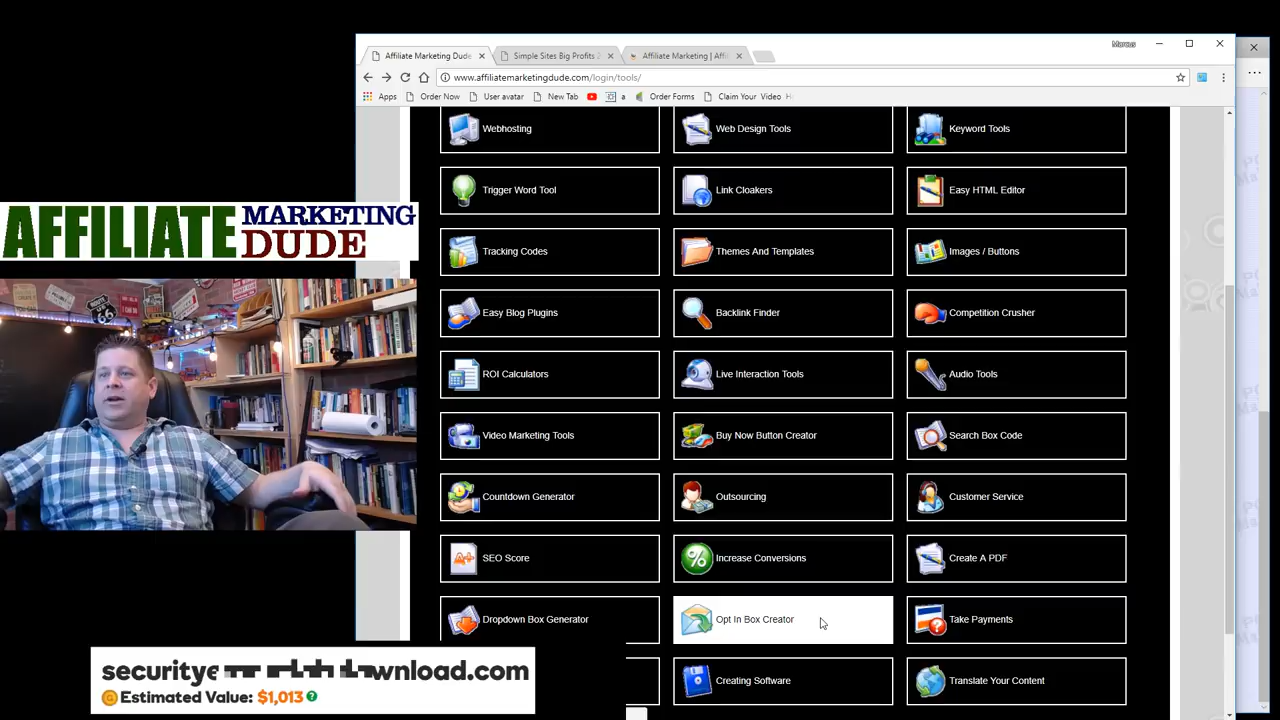 Marcus
Affiliate Marketing Dude
Simple Sites Big Profits 2
Affiliate Marketing | Affi
www.affiliatemarketingdude.com/login/tools/
Apps
Order Now
User avatar
New Tab
a
Order Forms
Claim Your Video
Webhosting
Web Design Tools
Keyword Tools
Trigger Word Tool
Link Cloakers
Easy HTML Editor
Tracking Codes
Themes And Templates
Images / Buttons
Easy Blog Plugins
Backlink Finder
Competition Crusher
ROI Calculators
Live Interaction Tools
Audio Tools
Video Marketing Tools
Buy Now Button Creator
Search Box Code
Countdown Generator
Outsourcing
Customer Service
SEO Score
Increase Conversions
Create A PDF
Dropdown Box Generator
Opt In Box Creator
Take Payments
Creating Software
Translate Your Content
AFFILIATE MARKETING DUDE
66
Estimated Value: $1,013